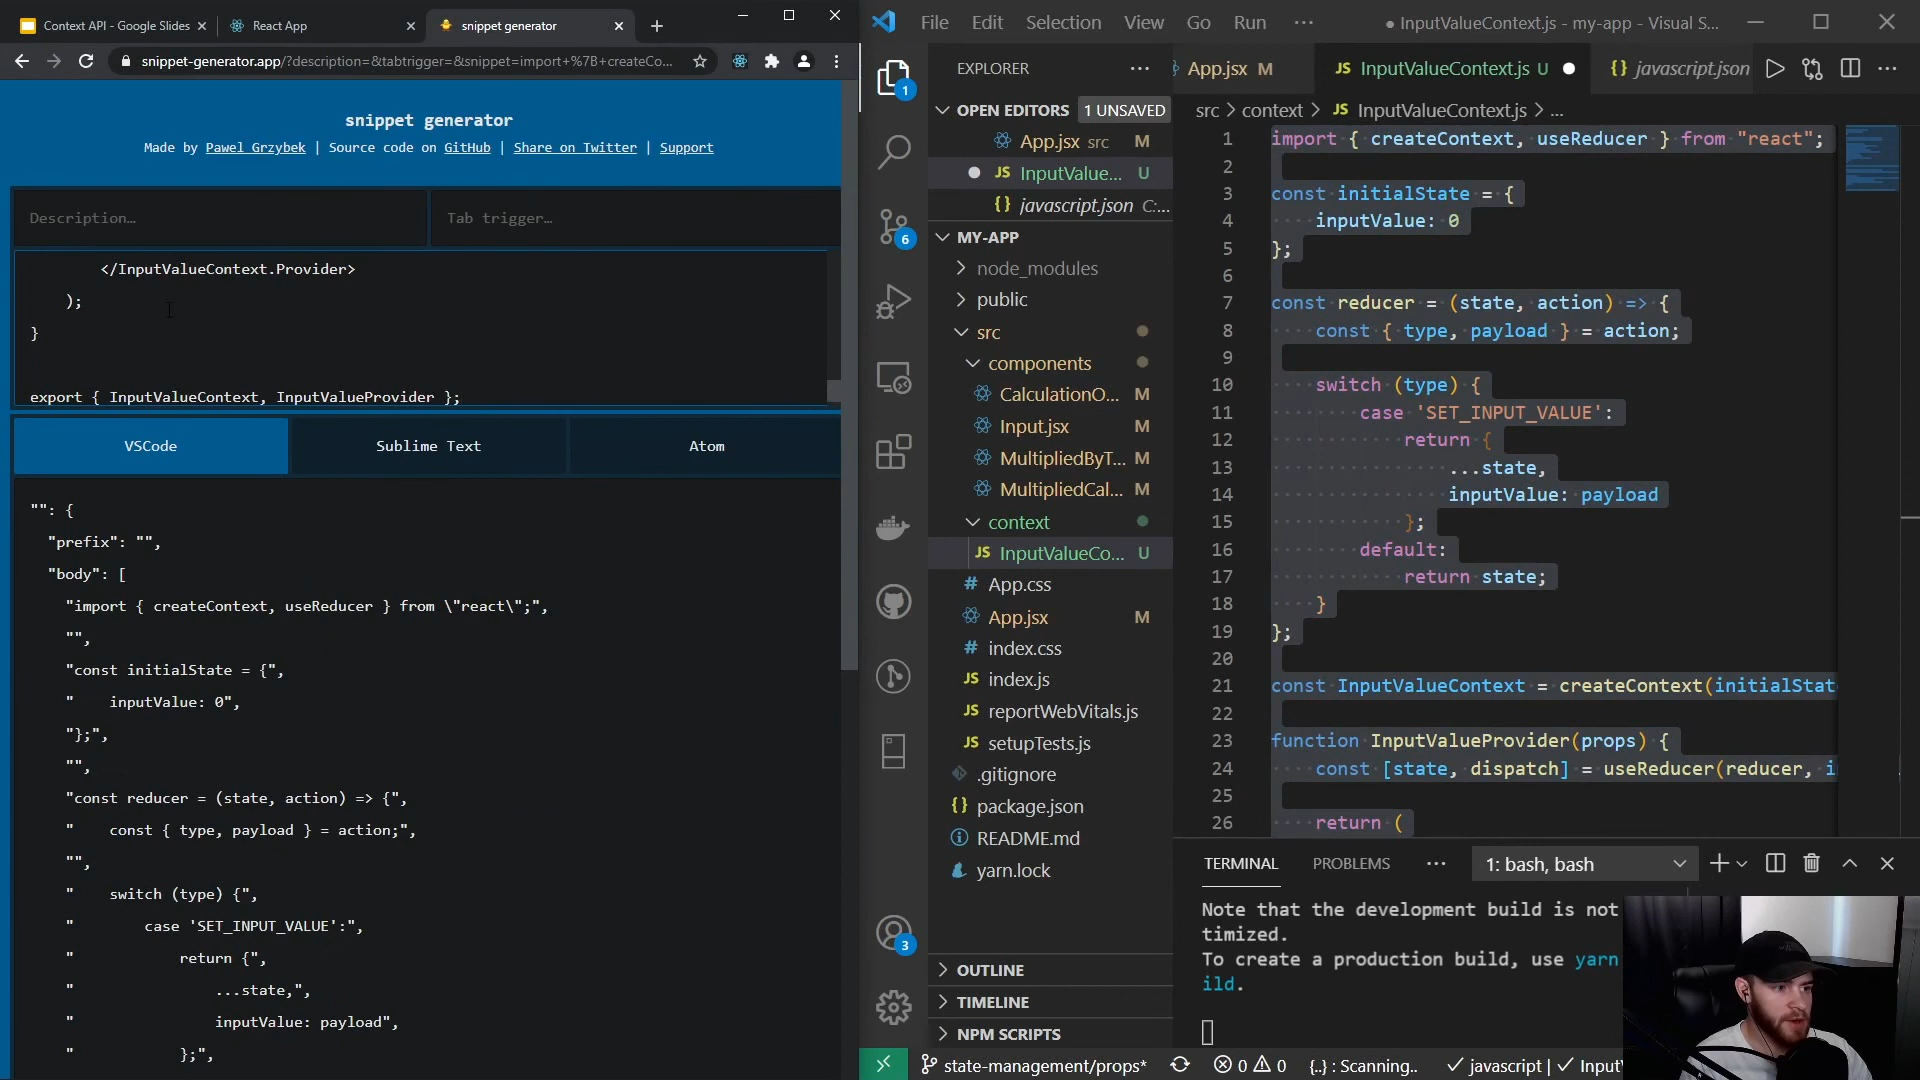 Context API - Google Slides
React App
snippet generator
snippet-generator.app/?description=&tabtrigger=&snippet=import+%7B+createCo...
snippet generator
Made by Pawel Grzybek | Source code on GitHub | Share on Twitter | Support
Description…
Tab trigger…
</InputValueContext.Provider>
);
}
export { InputValueContext, InputValueProvider };
VSCode
Sublime Text
Atom
"": {
"prefix": "",
"body": [
"import { createContext, useReducer } from \"react\";",
"",
"const initialState = {",
"    inputValue: 0",
"};",
"",
"const reducer = (state, action) => {",
"    const { type, payload } = action;",
"",
"    switch (type) {",
"        case 'SET_INPUT_VALUE':",
"            return {",
"                ...state,",
"                inputValue: payload",
"            };",
File Edit Selection View Go Run ···
● InputValueContext.js - my-app - Visual S...
1
6
3
EXPLORER
OPEN EDITORS 1 UNSAVED
App.jsx src M
InputValue... U
javascript.json C:...
MY-APP
node_modules
public
src
components
CalculationO... M
Input.jsx M
MultipliedByT... M
MultipliedCal... M
context
InputValueCo... U
App.css
App.jsx M
index.css
index.js
reportWebVitals.js
setupTests.js
.gitignore
package.json
README.md
yarn.lock
OUTLINE
TIMELINE
NPM SCRIPTS
App.jsx M
InputValueContext.js U
javascript.json
src > context > JS InputValueContext.js > ...
1 import { createContext, useReducer } from "react";
2
3 const initialState = {
4 inputValue: 0
5 };
6
7 const reducer = (state, action) => {
8 const { type, payload } = action;
9
10 switch (type) {
11 case 'SET_INPUT_VALUE':
12 return {
13 ...state,
14 inputValue: payload
15 };
16 default:
17 return state;
18 }
19 };
20
21 const InputValueContext = createContext(initialStat
22
23 function InputValueProvider(props) {
24 const [state, dispatch] = useReducer(reducer, i
25
26 return (
TERMINAL PROBLEMS ··· 1: bash, bash
Note that the development build is not
timized.
To create a production build, use yarn
ild.
state-management/props*
0 0
{..} : Scanning..
javascript | ✓ Input